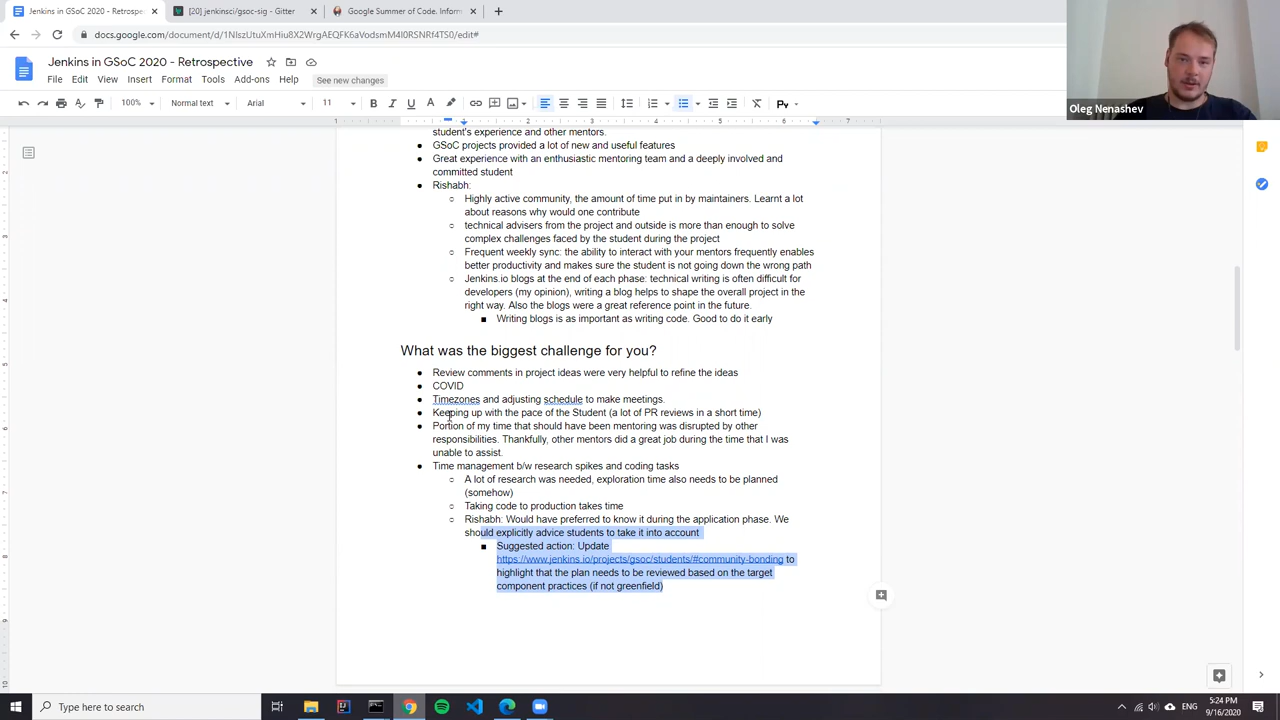 Jenkins in GSoC 2020 - Retrospec
[20] jenkinsci/gsoc-sig - Gitter
Google Summer of Code. Inform
docs.google.com/document/d/
Jenkins in GSoC 2020 - Retrospective
File Edit View Insert Format Tools Add-ons Help See new changes
100% Normal text Arial 11 B I U A
Oleg Nenashev
student's experience and other mentors.
GSoC projects provided a lot of new and useful features
Great experience with an enthusiastic mentoring team and a deeply involved and
committed student
Rishabh:
Highly active community, the amount of time put in by maintainers. Learnt a lot
about reasons why would one contribute
technical advisers from the project and outside is more than enough to solve
complex challenges faced by the student during the project
Frequent weekly sync: the ability to interact with your mentors frequently enables
better productivity and makes sure the student is not going down the wrong path
Jenkins.io blogs at the end of each phase: technical writing is often difficult for
developers (my opinion), writing a blog helps to shape the overall project in the
right way. Also the blogs were a great reference point in the future.
Writing blogs is as important as writing code. Good to do it early
What was the biggest challenge for you?
Review comments in project ideas were very helpful to refine the ideas
COVID
Timezones and adjusting schedule to make meetings.
Keeping up with the pace of the Student (a lot of PR reviews in a short time)
Portion of my time that should have been mentoring was disrupted by other
responsibilities. Thankfully, other mentors did a great job during the time that I was
unable to assist.
Time management b/w research spikes and coding tasks
A lot of research was needed, exploration time also needs to be planned
(somehow)
Taking code to production takes time
Rishabh: Would have preferred to know it during the application phase. We
should explicitly advice students to take it into account
Suggested action: Update
https://www.jenkins.io/projects/gsoc/students/#community-bonding to
highlight that the plan needs to be reviewed based on the target
component practices (if not greenfield)
Type here to search
ENG
5:24 PM
9/16/2020